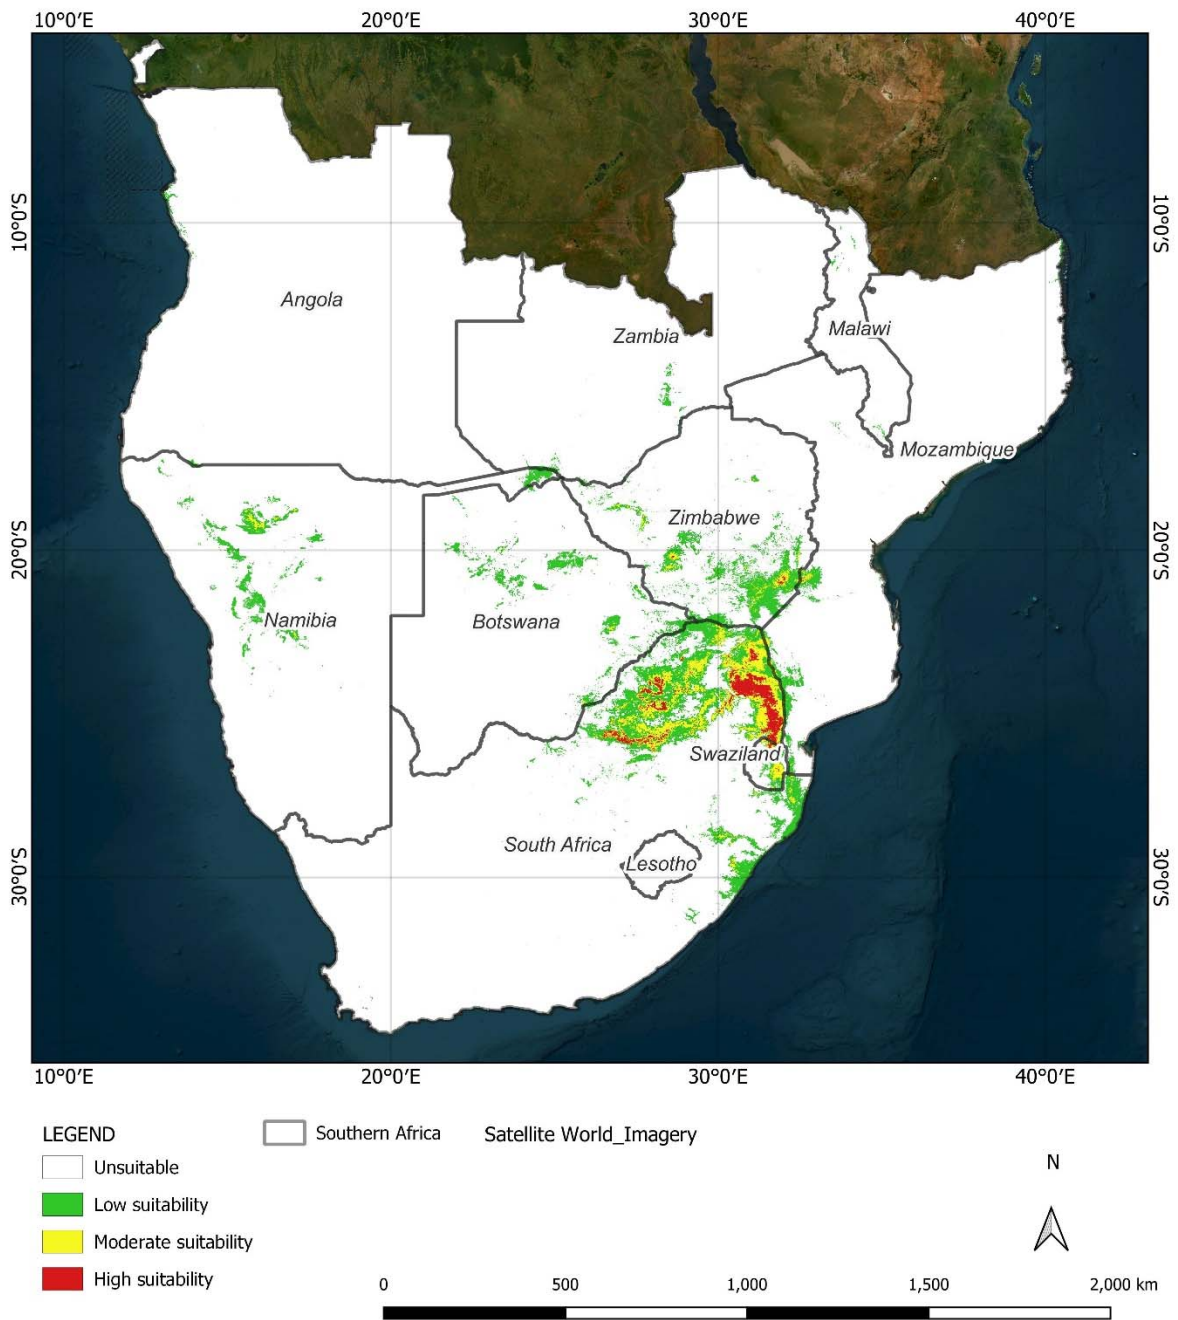 10°0′E 20°0′E 30°0′E 40°0′E
10°S 10°0′S
Angola
Zambia
Malawi
Mozambique
Zimbabwe
20°0′S 20°0′S
Namibia
Botswana
Swaziland
South Africa
Lesotho
30°0′S 30°0′S
10°0′E 20°0′E 30°0′E 40°0′E
LEGEND
Southern Africa
Satellite World_Imagery
Unsuitable
N
Low suitability
Moderate suitability
High suitability
0 500 1,000 1,500 2,000 km